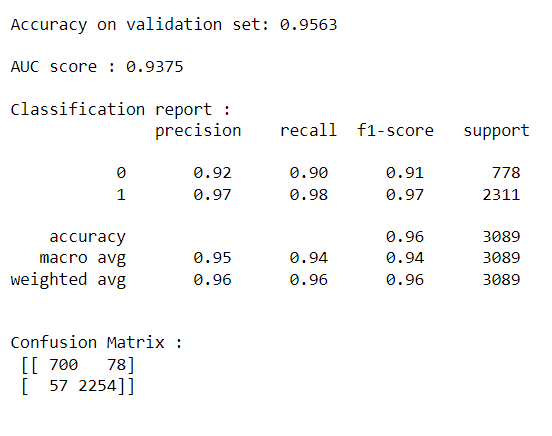 Accuracy on validation set: 0.9563
AUC score : 0.9375
Classification report :
precision recall f1-score support
0 0.92 0.90 0.91 778
1 0.97 0.98 0.97 2311
accuracy 0.96 3089
macro avg 0.95 0.94 0.94 3089
weighted avg 0.96 0.96 0.96 3089
Confusion Matrix :
[[ 700 78]
[ 57 2254]]